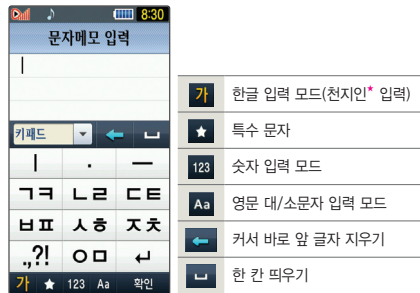 8:30
문자메모 입력
키패드
ㅣ · ㅡ
ㄱㅋ ㄴㄹ ㄷㅌ
ㅂㅍ ㅅㅎ ㅈㅊ
.,?! ㅇㅁ ↵
가 ★ 123 Aa 확인
가 한글 입력 모드(천지인★ 입력)
★ 특수 문자
123 숫자 입력 모드
Aa 영문 대/소문자 입력 모드
← 커서 바로 앞 글자 지우기
한 칸 띄우기